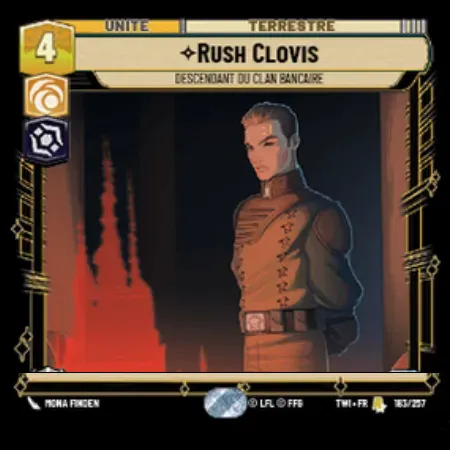 UNITÉ TERRESTRE
4
RUSH CLOVIS
DESCENDANT DU CLAN BANCAIRE
MONA FINDEN © LFL © FFG TWI • FR 163/257